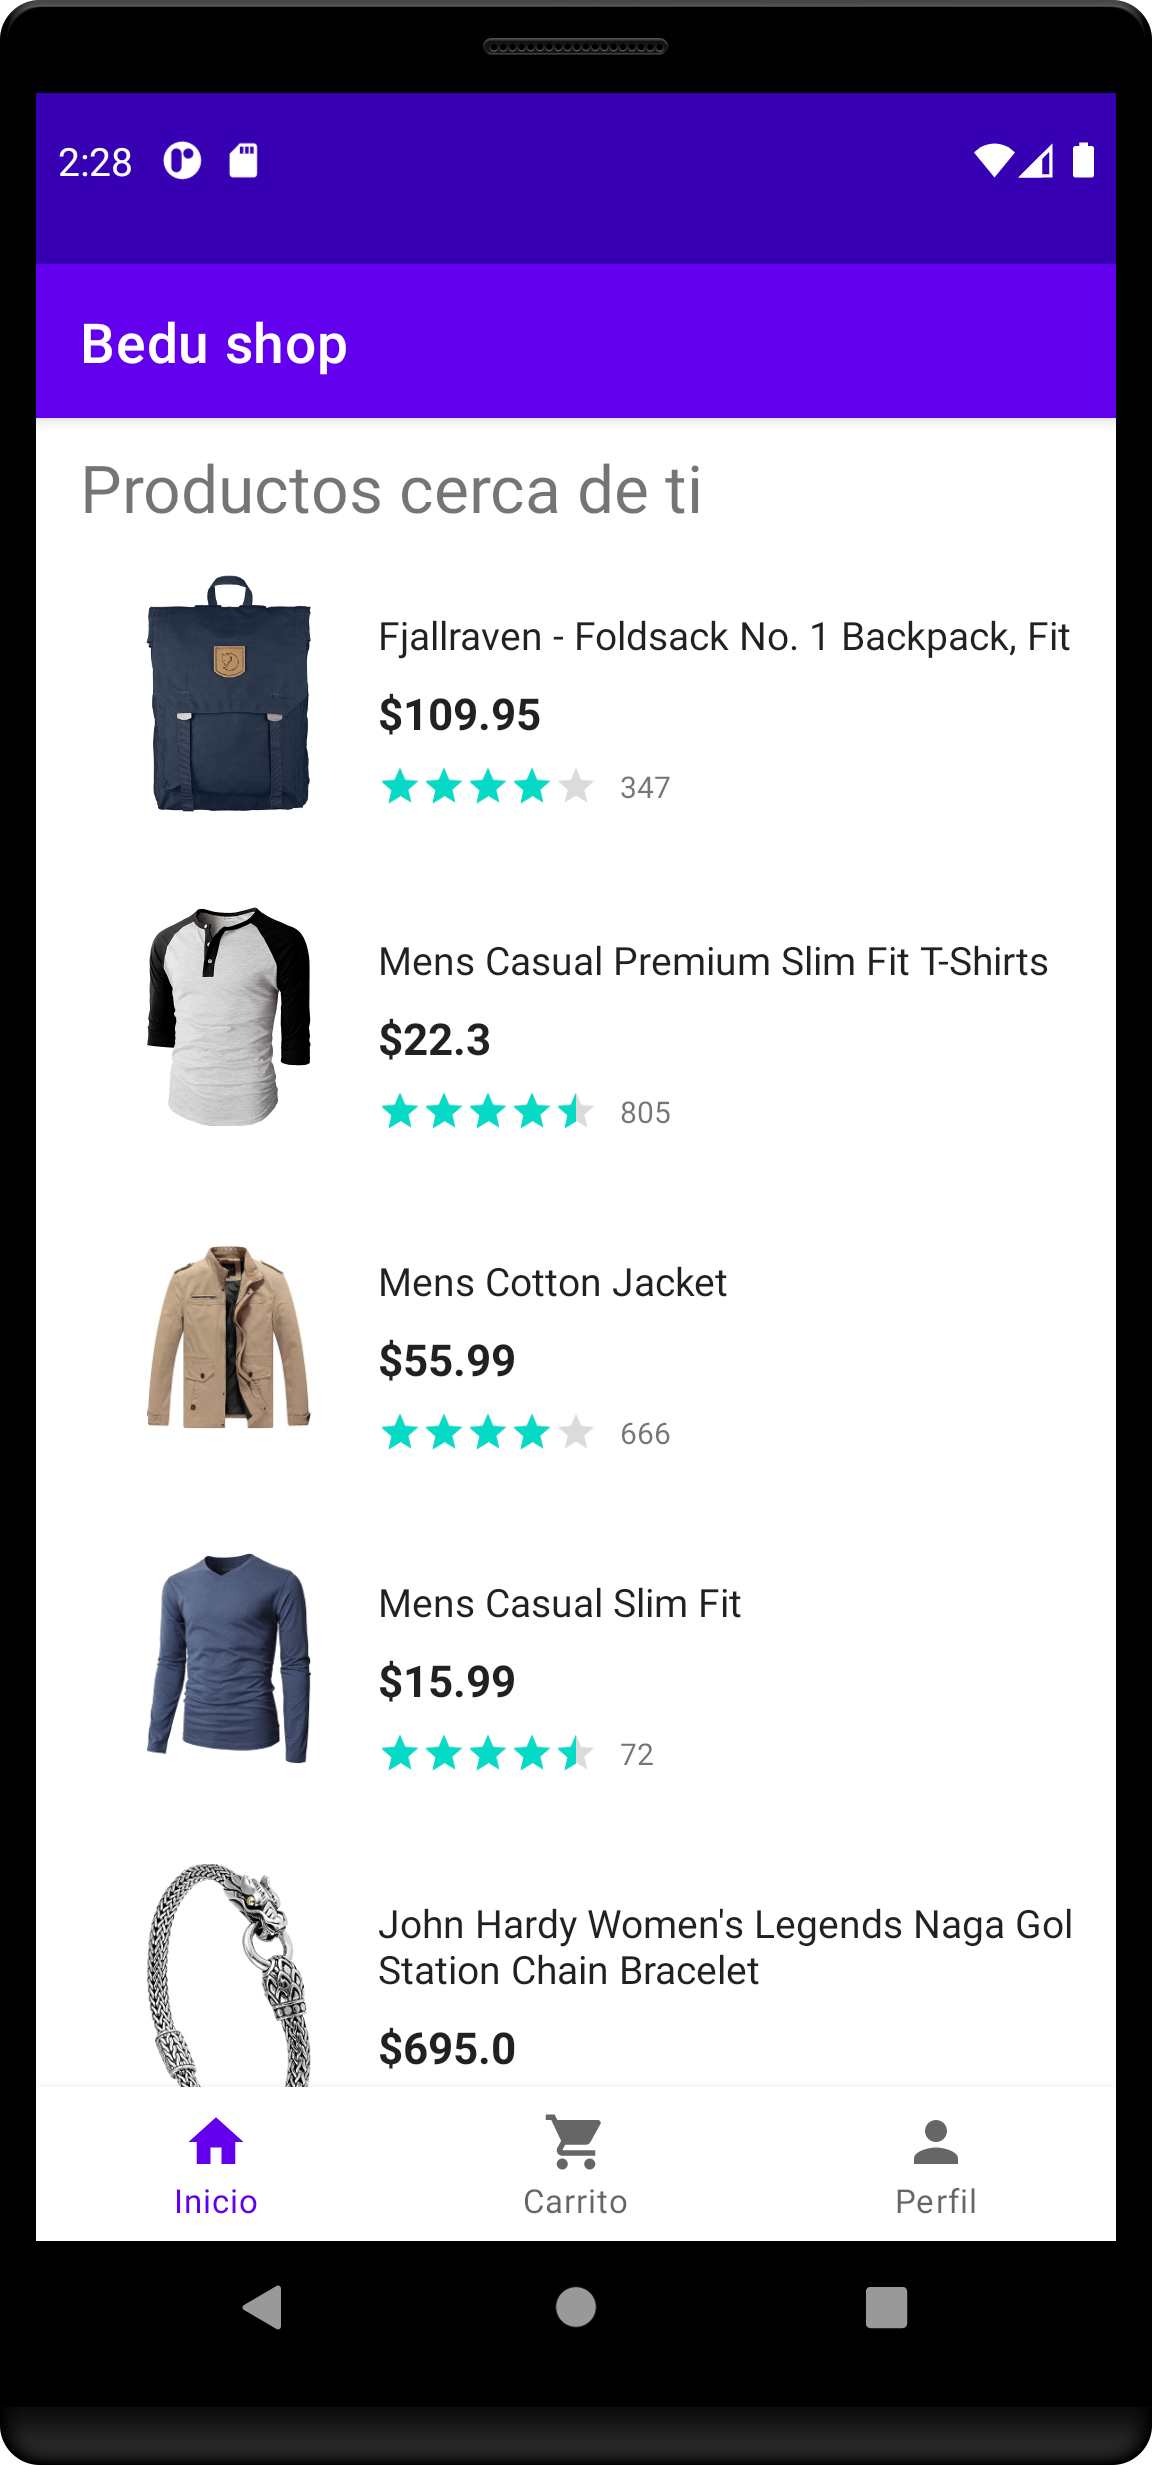 2:28
Bedu shop
Productos cerca de ti
Fjallraven - Foldsack No. 1 Backpack, Fit
$109.95
347
Mens Casual Premium Slim Fit T-Shirts
$22.3
805
Mens Cotton Jacket
$55.99
666
Mens Casual Slim Fit
$15.99
72
John Hardy Women's Legends Naga Gol
Station Chain Bracelet
$695.0
Inicio
Carrito
Perfil